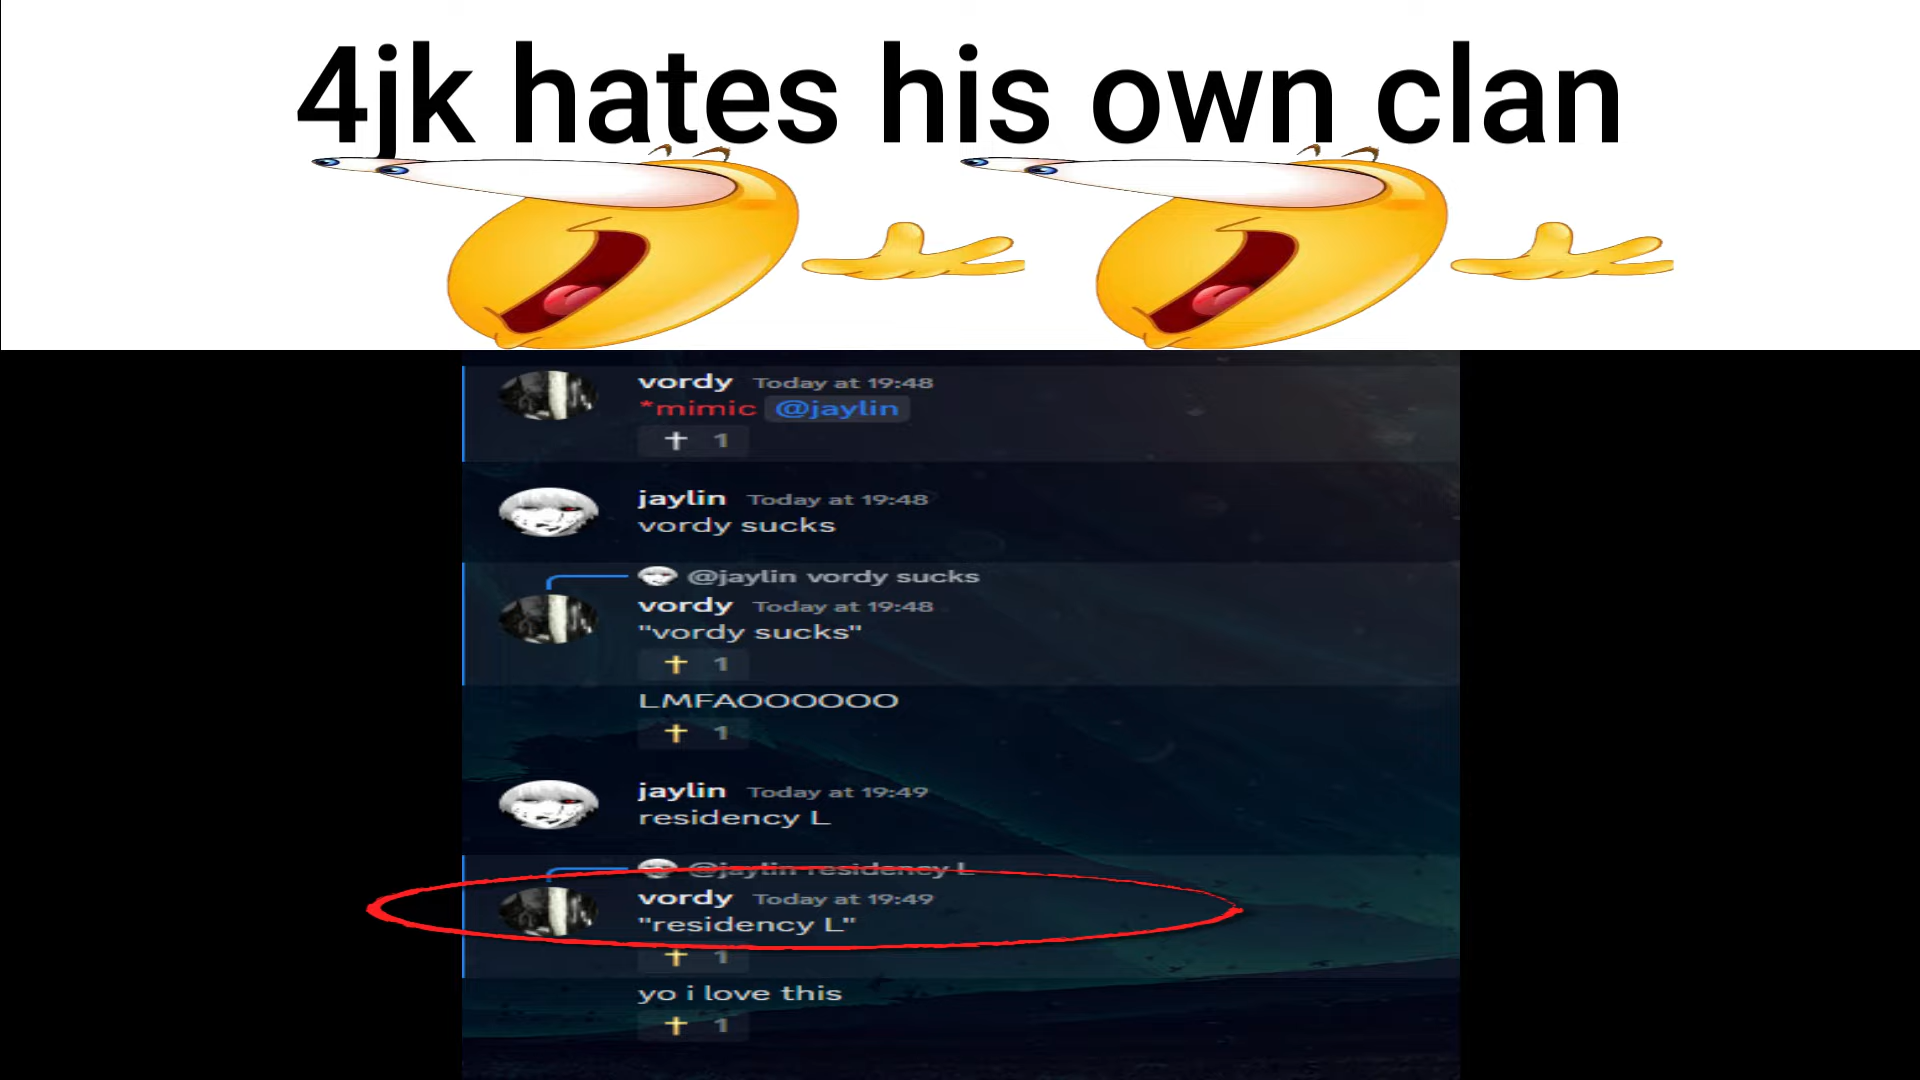 4jk hates his own clan
vordy Today at 19:48
*mimic @jaylin
1
jaylin Today at 19:48
vordy sucks
@jaylin vordy sucks
vordy Today at 19:48
"vordy sucks"
1
LMFAOOOOOO
1
jaylin Today at 19:49
residency L
@jaylin residency L
vordy Today at 19:49
"residency L"
1
yo i love this
1